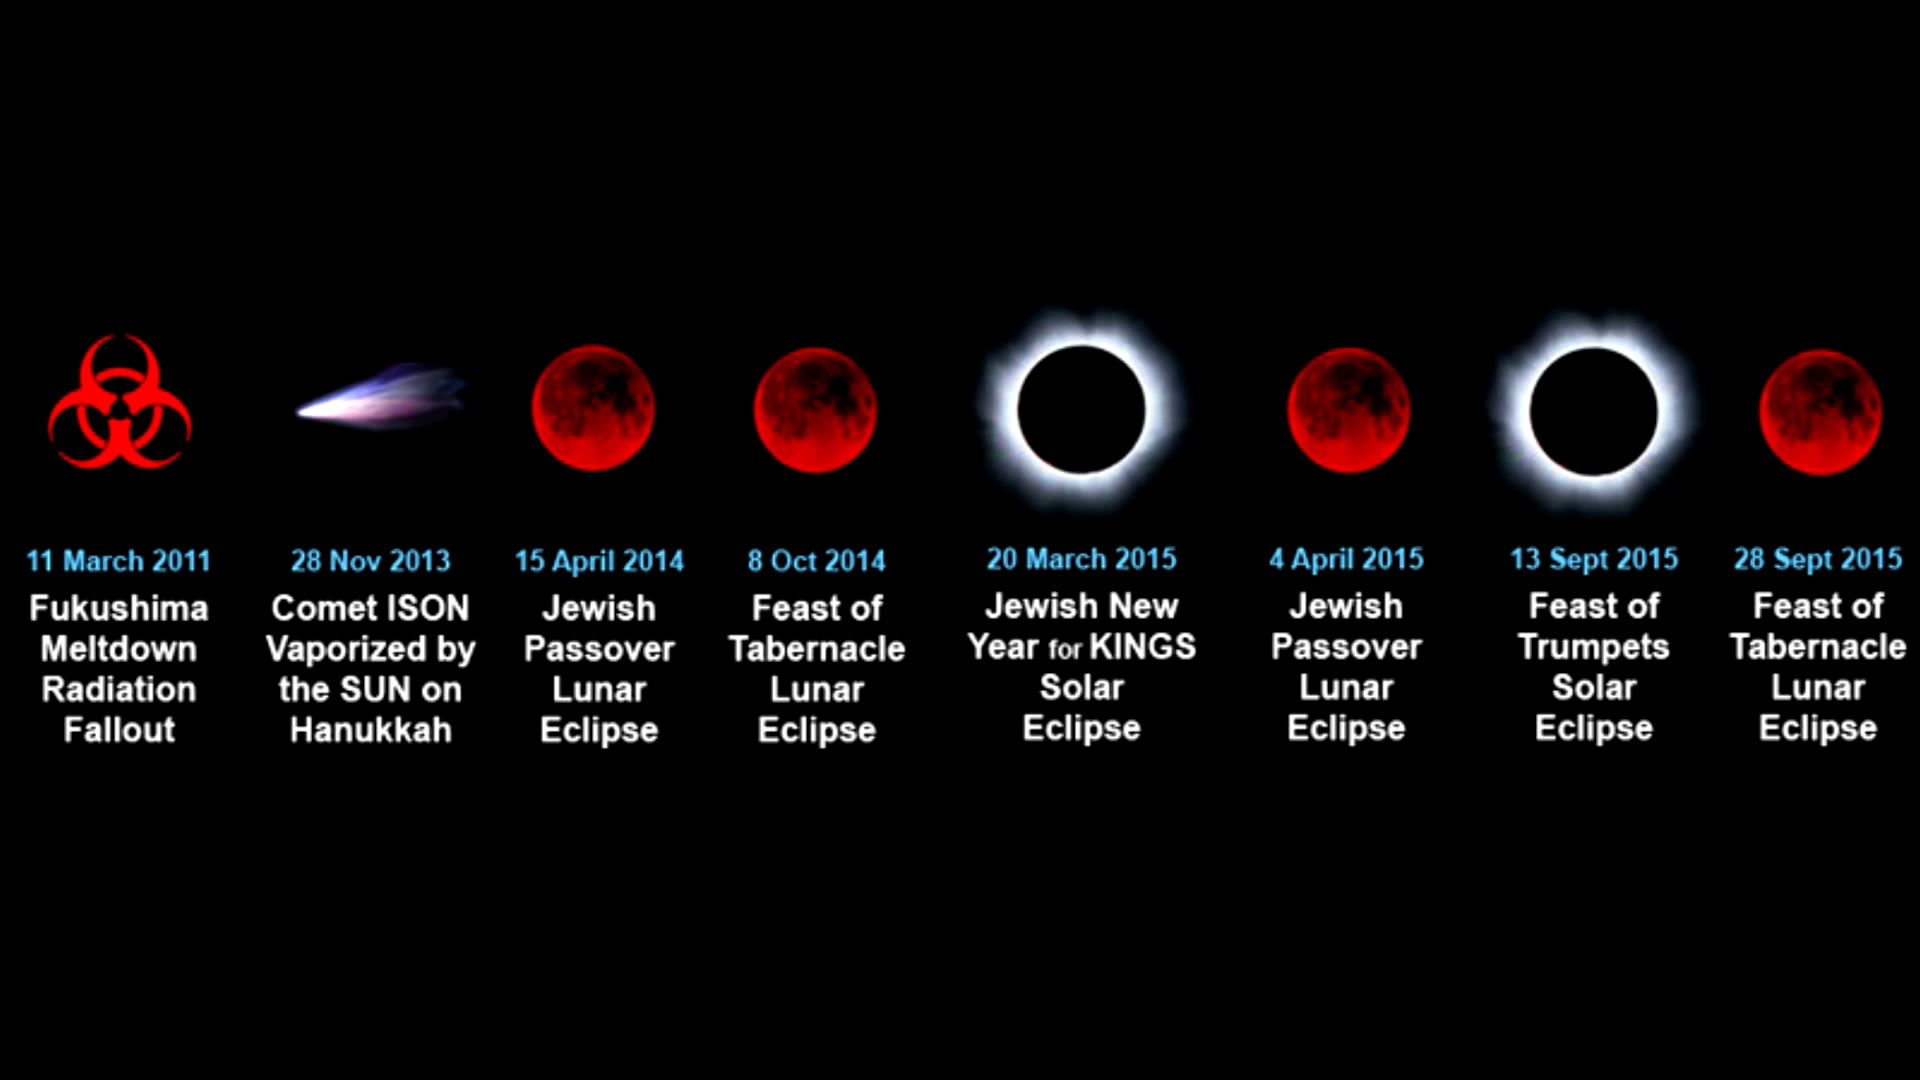 11 March 2011
Fukushima
Meltdown
Radiation
Fallout
28 Nov 2013
Comet ISON
Vaporized by
the SUN on
Hanukkah
15 April 2014
Jewish
Passover
Lunar
Eclipse
8 Oct 2014
Feast of
Tabernacle
Lunar
Eclipse
20 March 2015
Jewish New
Year for KINGS
Solar
Eclipse
4 April 2015
Jewish
Passover
Lunar
Eclipse
13 Sept 2015
Feast of
Trumpets
Solar
Eclipse
28 Sept 2015
Feast of
Tabernacle
Lunar
Eclipse